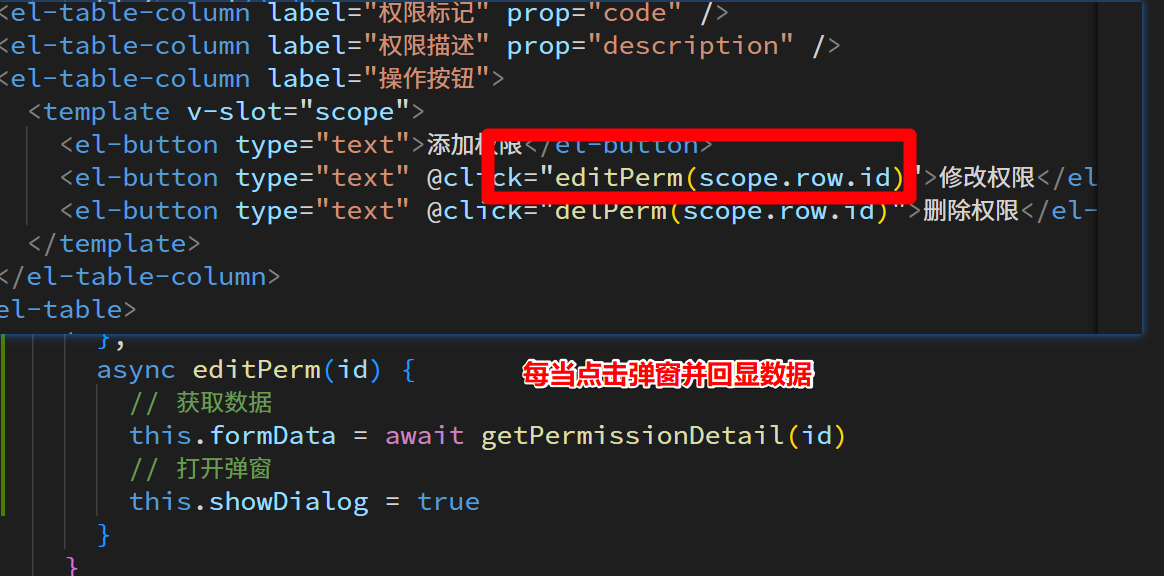 <el-table-column label="权限标记" prop="code" />
<el-table-column label="权限描述" prop="description" />
<el-table-column label="操作按钮">
<template v-slot="scope">
<el-button type="text">添加权限</el-button>
<el-button type="text" @click="editPerm(scope.row.id)">修改权限</el
<el-button type="text" @click="delPerm(scope.row.id)">删除权限</el-
</template>
</el-table-column>
el-table>
},
async editPerm(id) {
每当点击弹窗并回显数据
// 获取数据
this.formData = await getPermissionDetail(id)
// 打开弹窗
this.showDialog = true
}
}